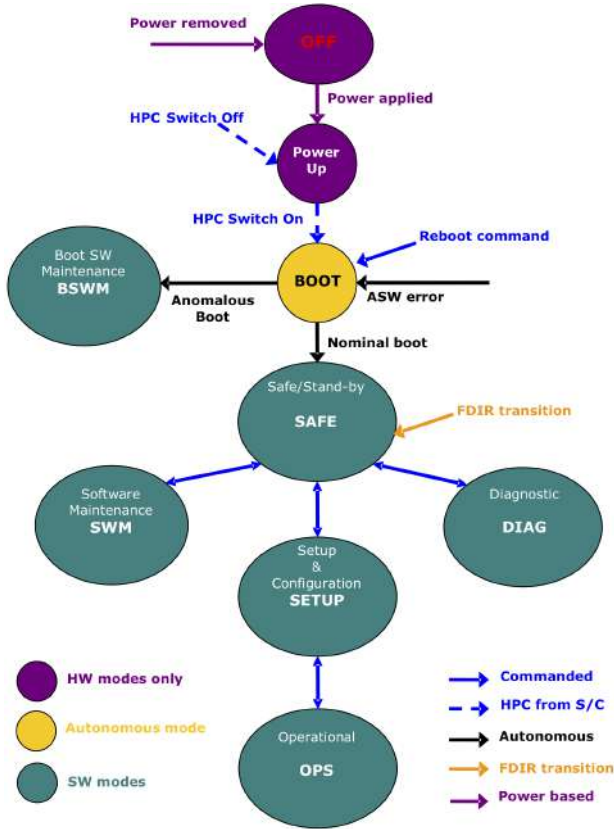 Power removed
OFF
Power applied
HPC Switch Off
Power
Up
HPC Switch On
Reboot command
Boot SW
Maintenance
BSWM
BOOT
Anomalous
Boot
ASW error
Nominal boot
Safe/Stand-by
SAFE
FDIR transition
Software
Maintenance
SWM
Diagnostic
DIAG
Setup
&
Configuration
SETUP
HW modes only
Autonomous mode
SW modes
Operational
OPS
Commanded
HPC from S/C
Autonomous
FDIR transition
Power based